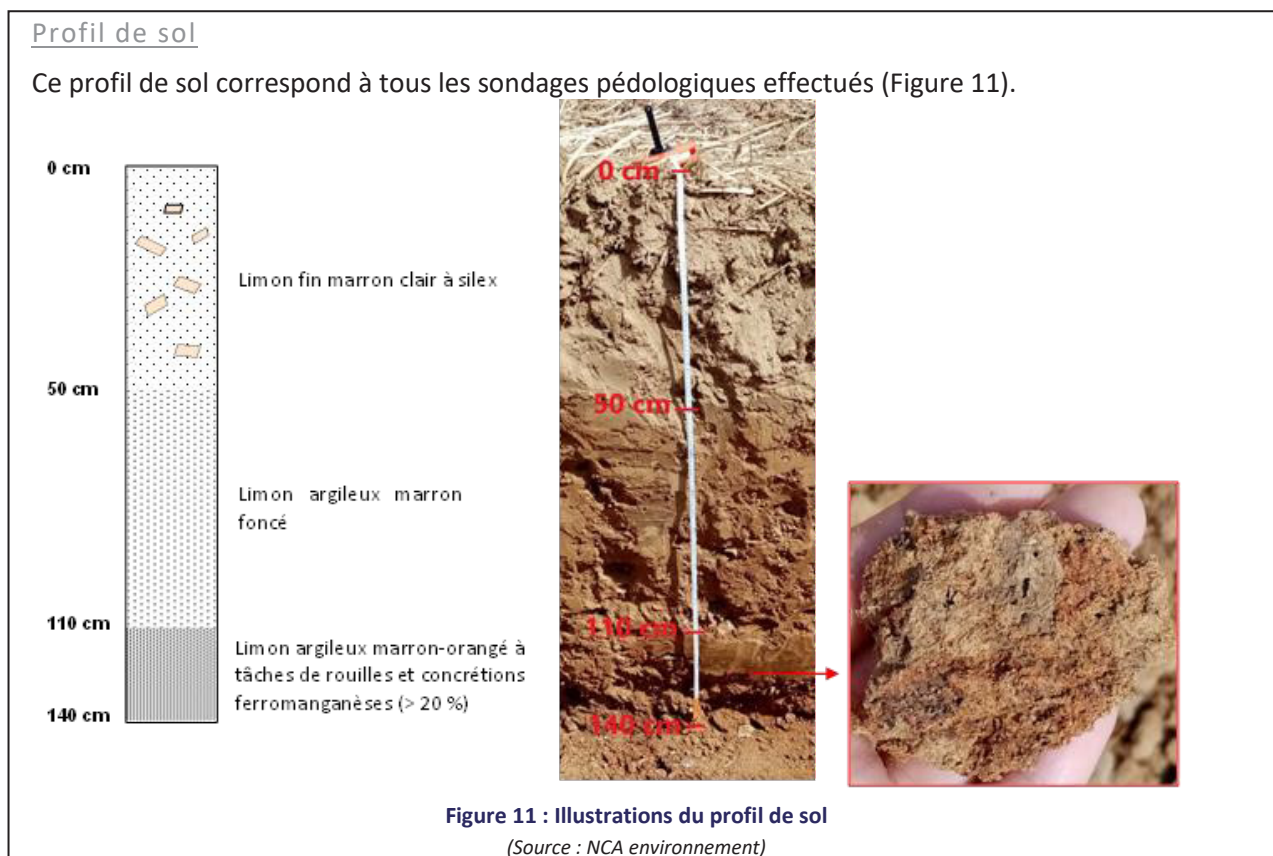 Profil de sol
Ce profil de sol correspond à tous les sondages pédologiques effectués (Figure 11).
0 cm
Limon fin marron clair à silex
50 cm
Limon argileux marron
foncé
110 cm
Limon argileux marron-orangé à
tâches de rouilles et concrétions
ferromanganèses (> 20 %)
140 cm
0 cm
50 cm
110 cm
140 cm
Figure 11 : Illustrations du profil de sol
(Source : NCA environnement)